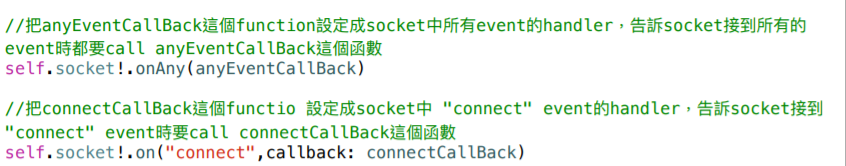 //把anyEventCallBack這個function設定成socket中所有event的handler，告訴socket接到所有的
event時都要call anyEventCallBack這個函數
self.socket!.onAny(anyEventCallBack)
//把connectCallBack這個functio 設定成socket中 "connect" event的handler，告訴socket接到
"connect" event時要call connectCallBack這個函數
self.socket!.on("connect",callback: connectCallBack)